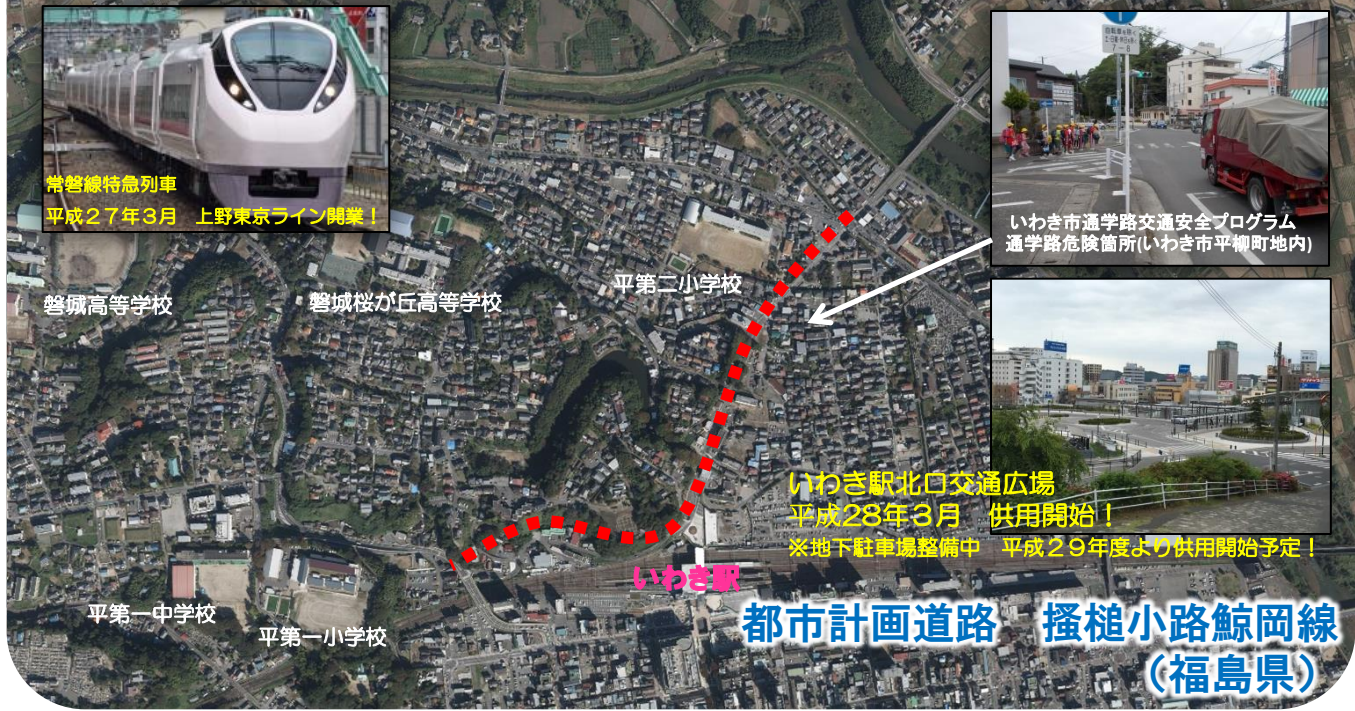 常磐線特急列車
平成27年3月　上野東京ライン開業！
いわき市通学路交通安全プログラム
通学路危険箇所(いわき市平柳町地内)
平第二小学校
磐城高等学校
磐城桜が丘高等学校
いわき駅北口交通広場
平成28年3月　供用開始！
※地下駐車場整備中　平成29年度より供用開始予定！
いわき駅
平第一中学校
平第一小学校
都市計画道路　掻槌小路鯨岡線
（福島県）